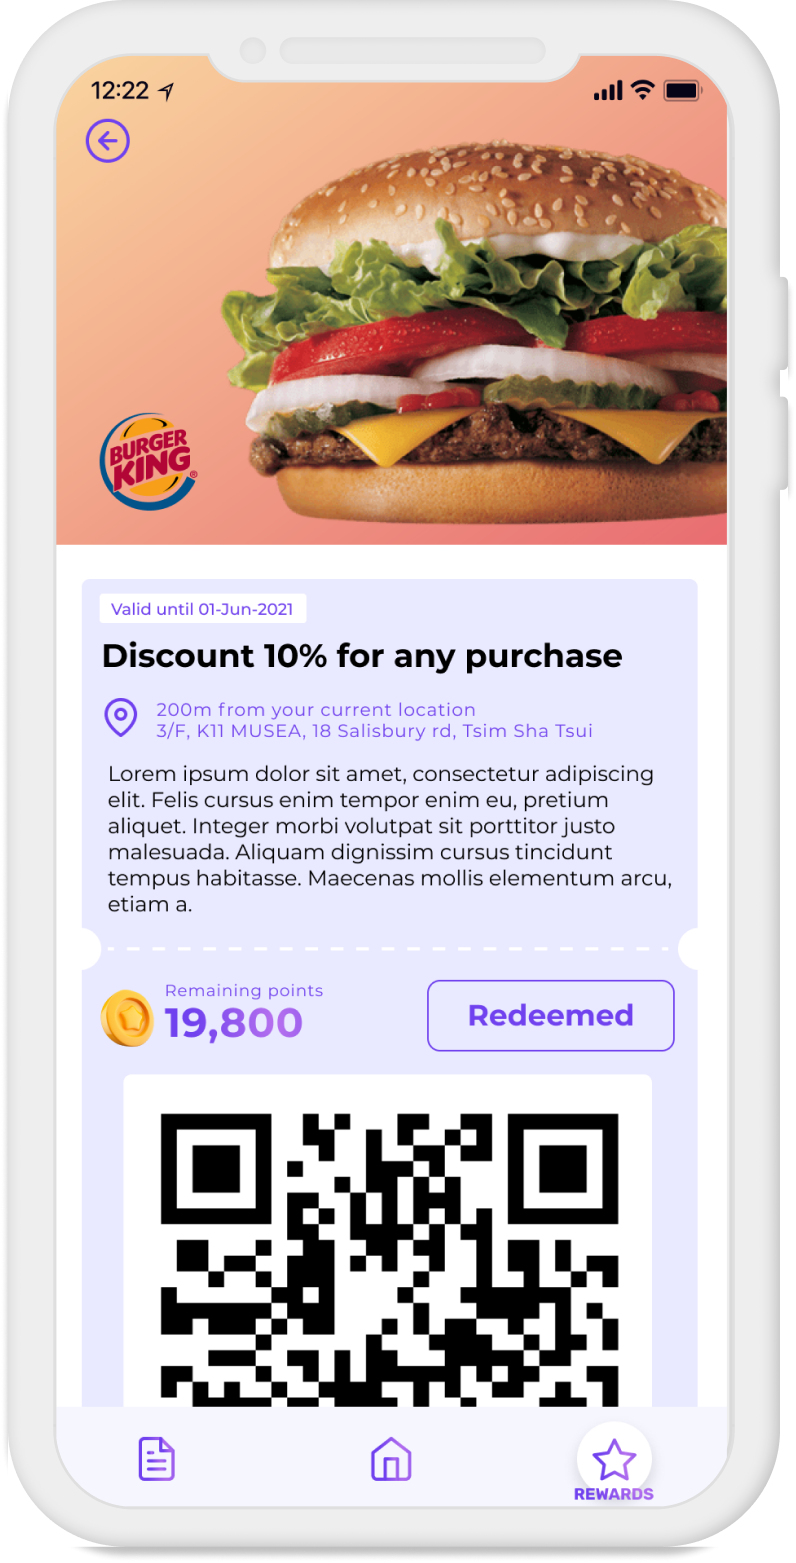 12:22
BURGER
KING®
Valid until 01-Jun-2021
Discount 10% for any purchase
200m from your current location
3/F, K11 MUSEA, 18 Salisbury rd, Tsim Sha Tsui
Lorem ipsum dolor sit amet, consectetur adipiscing
elit. Felis cursus enim tempor enim eu, pretium
aliquet. Integer morbi volutpat sit porttitor justo
malesuada. Aliquam dignissim cursus tincidunt
tempus habitasse. Maecenas mollis elementum arcu,
etiam a.
Remaining points
19,800
Redeemed
REWARDS